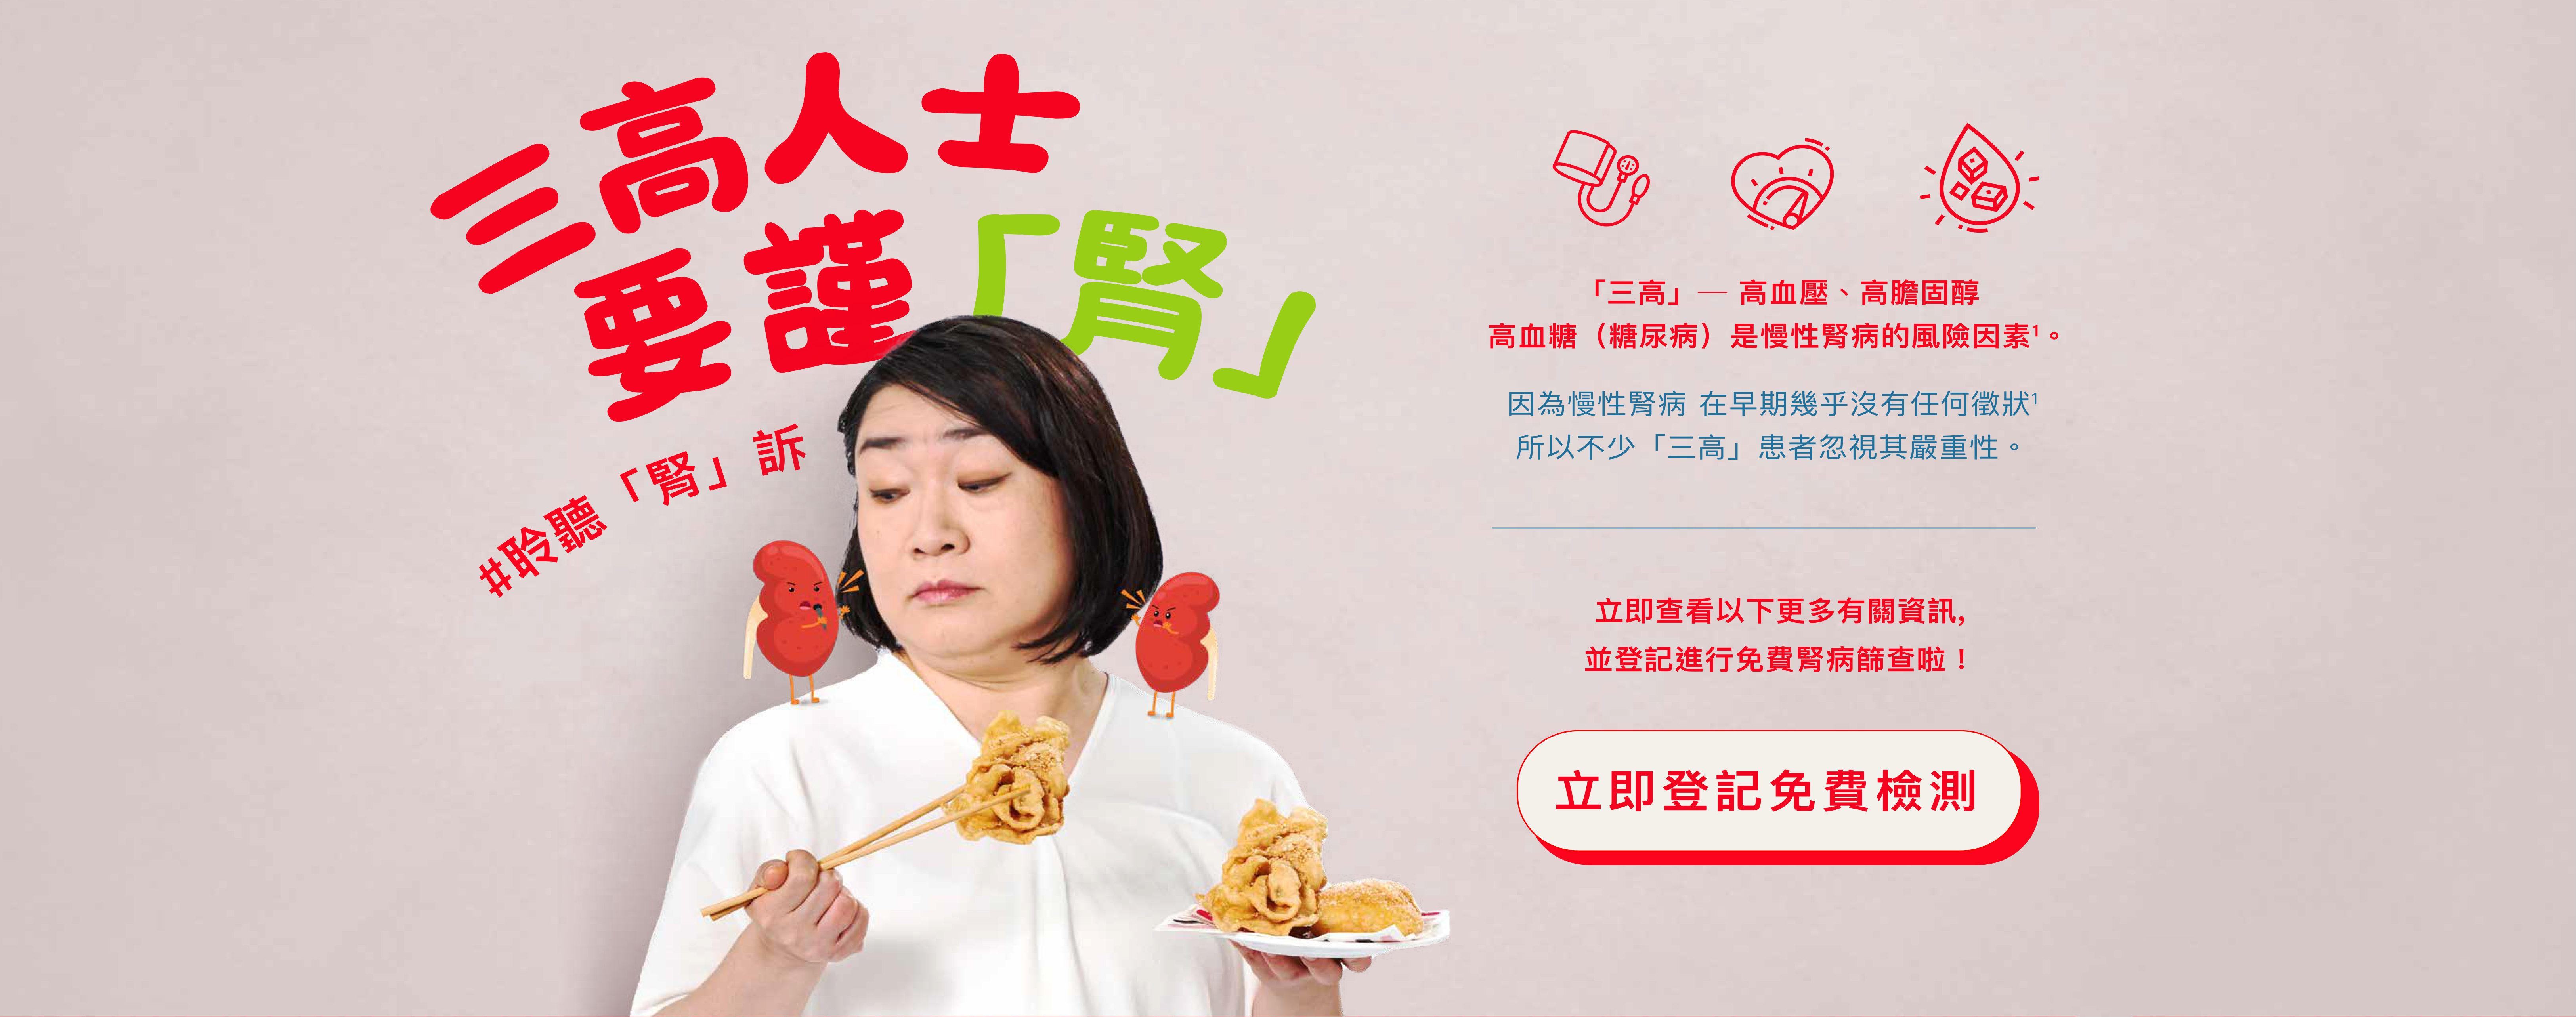 三高人士
要謹「腎」
#聆聽「腎」訴
「三高」— 高血壓、高膽固醇
高血糖（糖尿病）是慢性腎病的風險因素¹。
因為慢性腎病 在早期幾乎沒有任何徵狀¹
所以不少「三高」患者忽視其嚴重性。
立即查看以下更多有關資訊,
並登記進行免費腎病篩查啦！
立即登記免費檢測